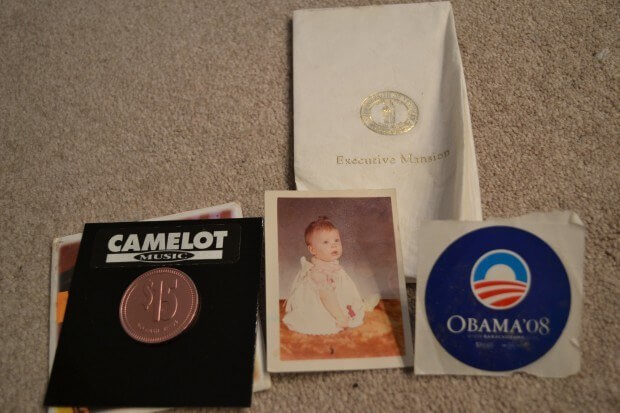 Executive Mansion
CAMELOT
MUSIC
$15
OBAMA'08